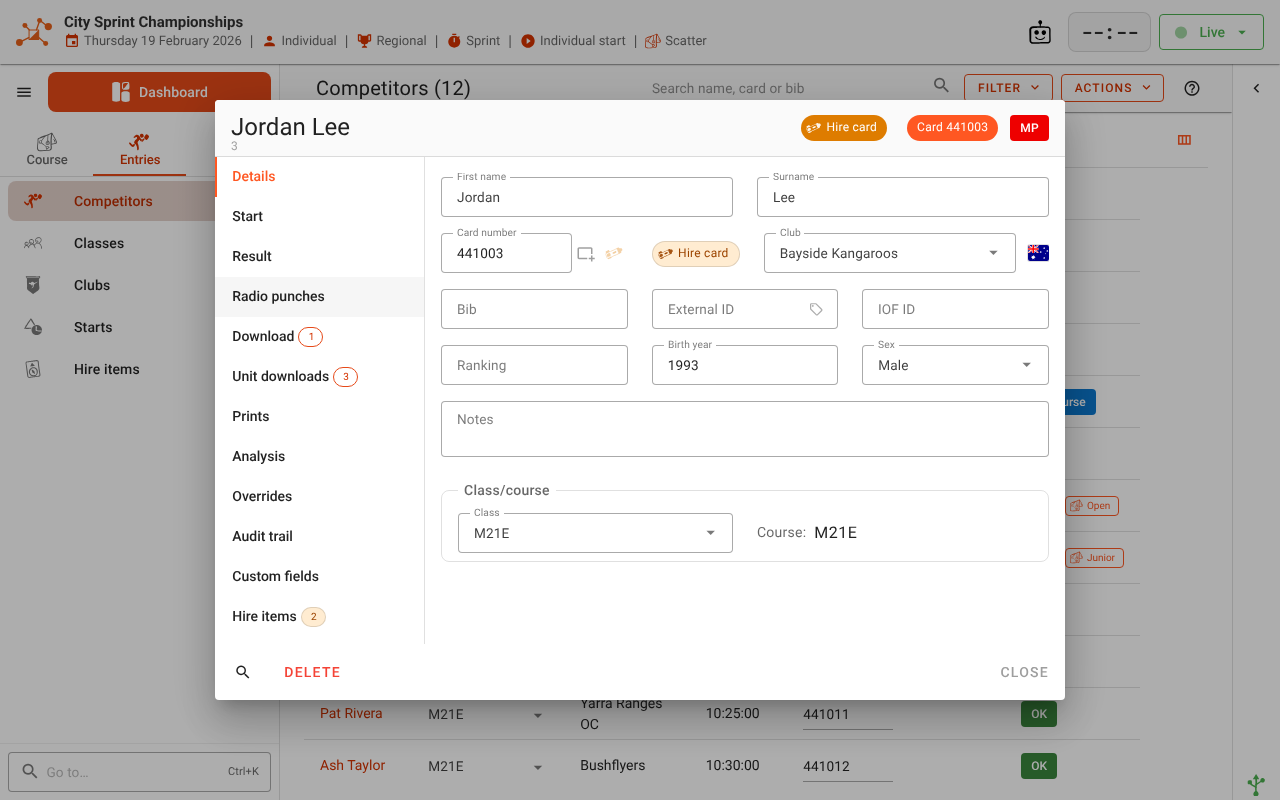 City Sprint Championships
Thursday 19 February 2026 | Individual | Regional | Sprint | Individual start | Scatter
--:--
Live
Dashboard
Competitors (12)
Search name, card or bib
FILTER
ACTIONS
Course
Entries
Competitors
Classes
Clubs
Starts
Hire items
Jordan Lee
3
Hire card
Card 441003
MP
Details
Start
Result
Radio punches
Download 1
Unit downloads 3
Prints
Analysis
Overrides
Audit trail
Custom fields
Hire items 2
First name
Jordan
Surname
Lee
Card number
441003
Hire card
Club
Bayside Kangaroos
Bib
External ID
IOF ID
Ranking
Birth year
1993
Sex
Male
Notes
Class/course
Class
M21E
Course: M21E
DELETE
CLOSE
Open
Junior
Pat Rivera M21E Yarra Ranges OC 10:25:00 441011 OK
Ash Taylor M21E Bushflyers 10:30:00 441012 OK
Go to... Ctrl+K